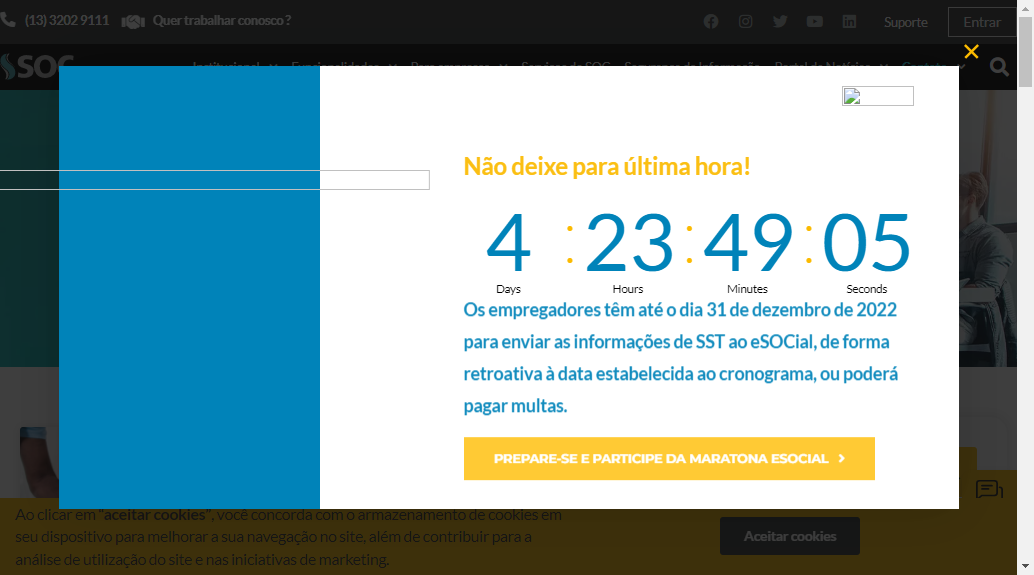 (13) 3202 9111 Quer trabalhar conosco ?
Suporte Entrar
SOC
Não deixe para última hora!
4 : 23 : 49 : 05
Days Hours Minutes Seconds
Os empregadores têm até o dia 31 de dezembro de 2022
para enviar as informações de SST ao eSOCial, de forma
retroativa à data estabelecida ao cronograma, ou poderá
pagar multas.
PREPARE-SE E PARTICIPE DA MARATONA ESOCIAL
Ao clicar em "aceitar cookies", você concorda com o armazenamento de cookies em
seu dispositivo para melhorar a sua navegação no site, além de contribuir para a
análise de utilização do site e nas iniciativas de marketing.
Aceitar cookies